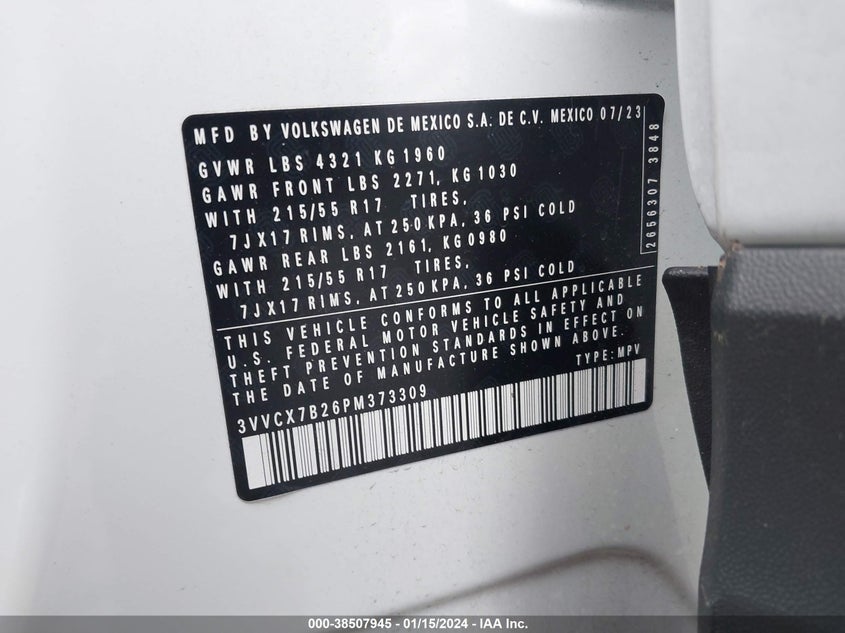 MFD BY VOLKSWAGEN DE MEXICO S.A. DE C.V. MEXICO 07/23
GVWR LBS 4321 KG 1960
GAWR FRONT LBS 2271, KG 1030
WITH 215/55 R17 TIRES,
7JX17 RIMS, AT 250 KPA, 36 PSI COLD
GAWR REAR LBS 2161, KG 0980
WITH 215/55 R17 TIRES,
7JX17 RIMS, AT 250 KPA, 36 PSI COLD
2656307 3848
THIS VEHICLE CONFORMS TO ALL APPLICABLE
U.S. FEDERAL MOTOR VEHICLE SAFETY AND
THEFT PREVENTION STANDARDS IN EFFECT ON
THE DATE OF MANUFACTURE SHOWN ABOVE.
TYPE: MPV
3VVCX7B26PM373309
000-38507945 - 01/15/2024 - IAA, Inc.